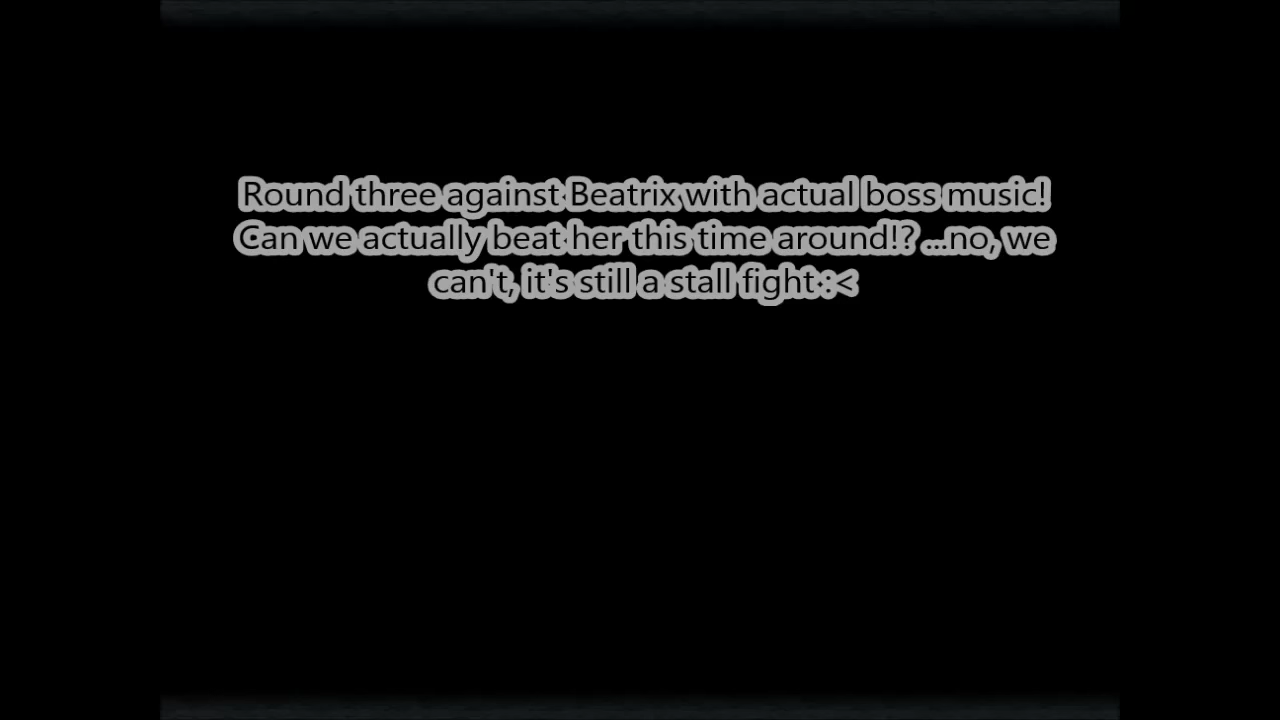 Round three against Beatrix with actual boss music!
Can we actually beat her this time around!? ...no, we
can't, it's still a stall fight :<